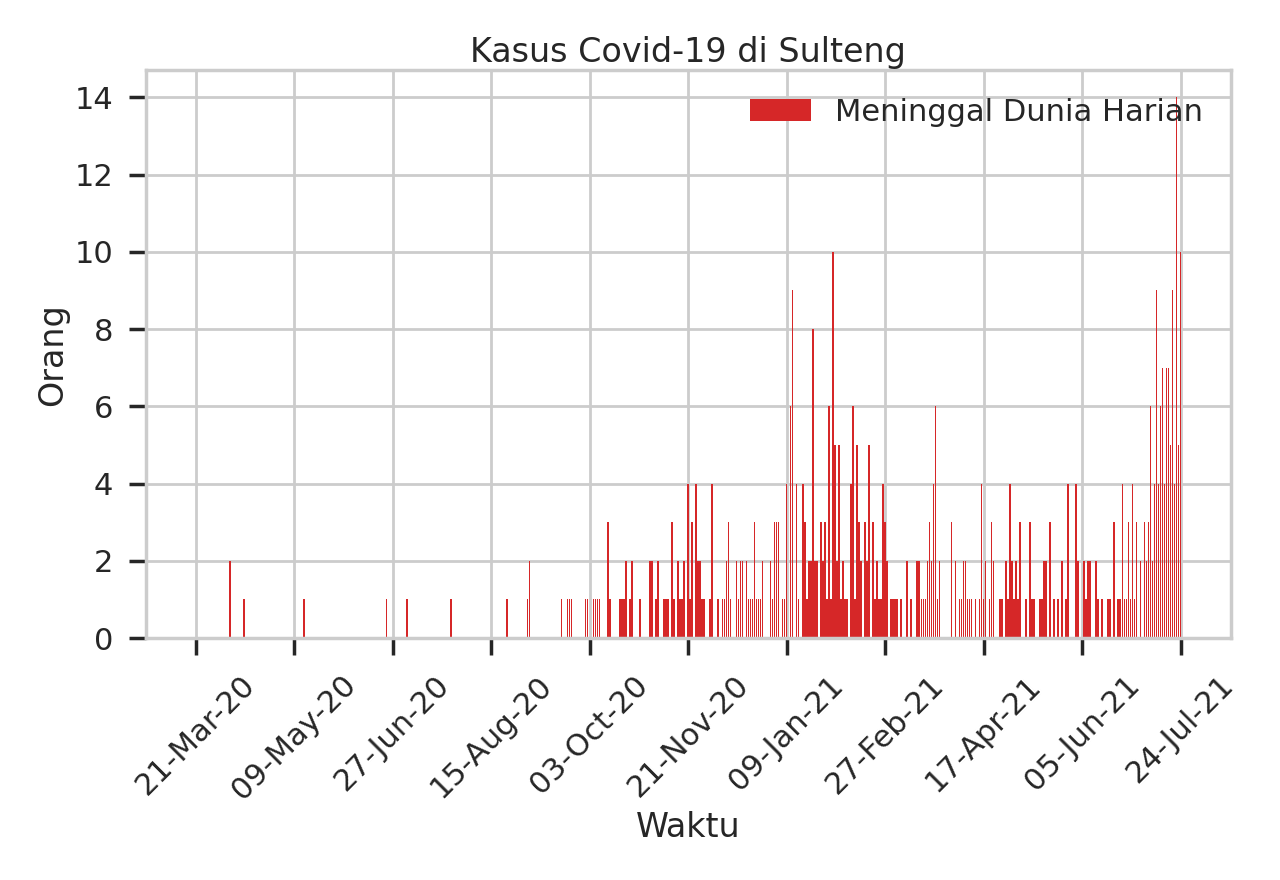 Kasus Covid-19 di Sulteng
Meninggal Dunia Harian
Orang
14
12
10
8
6
4
2
0
21-Mar-20
09-May-20
27-Jun-20
15-Aug-20
03-Oct-20
21-Nov-20
09-Jan-21
27-Feb-21
17-Apr-21
05-Jun-21
24-Jul-21
Waktu